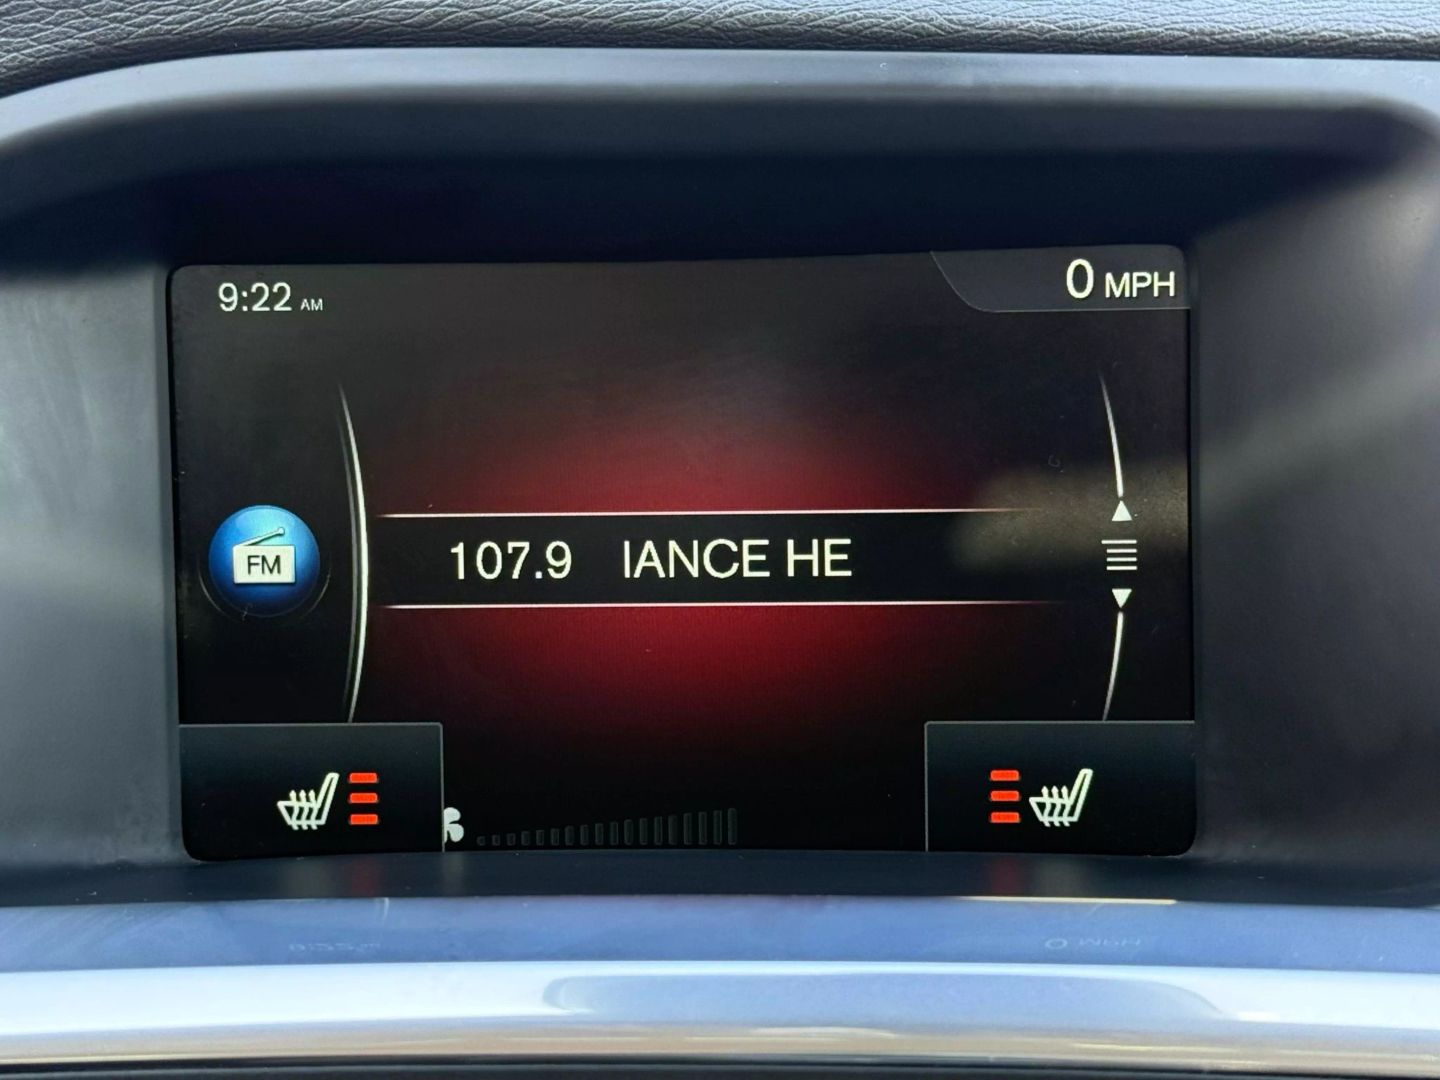 9:22 AM
0 MPH
FM
107.9 IANCE HE